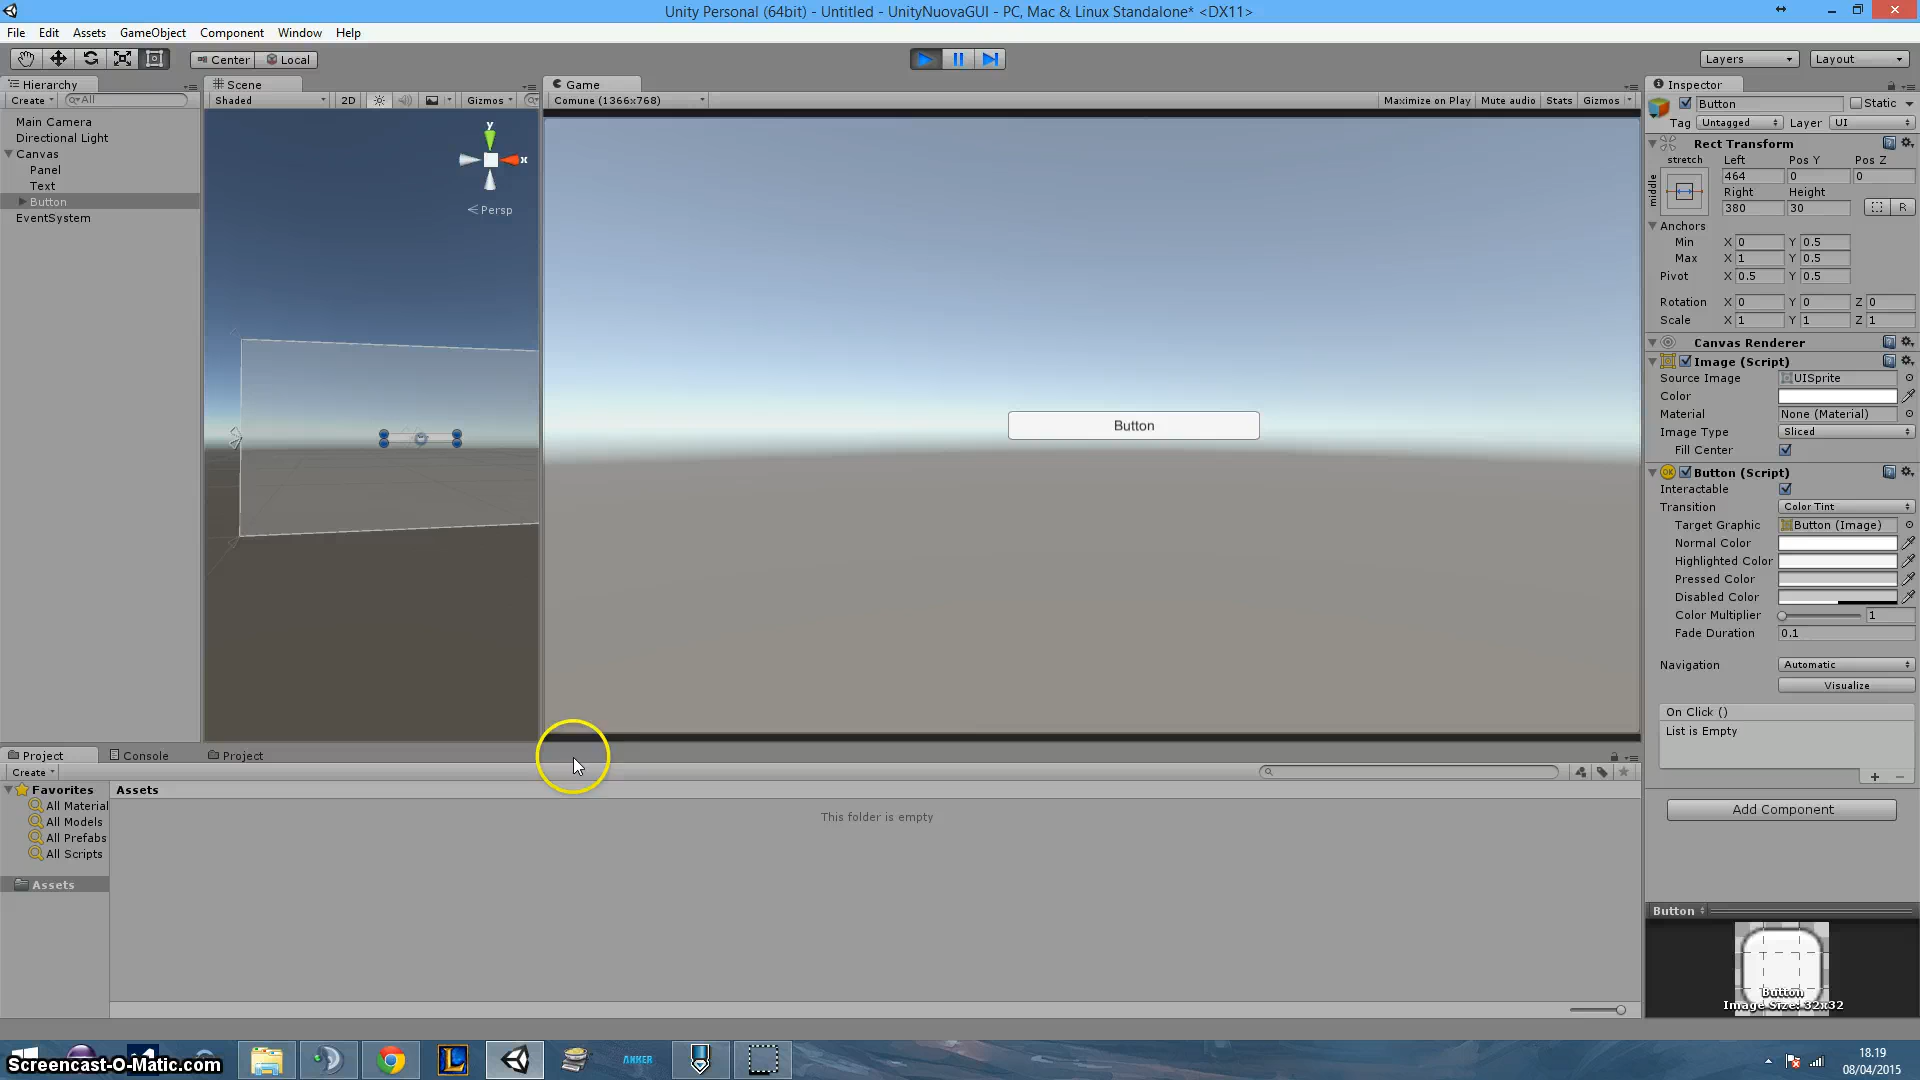 Unity Personal (64bit) - Untitled - UnityNuovaGUI - PC, Mac & Linux Standalone* <DX11>
File Edit Assets GameObject Component Window Help
Center Local Layers Layout
Hierarchy
Create All
Main Camera
Directional Light
Canvas
Panel
Text
Button
EventSystem
Scene
Shaded 2D Gizmos
y
x
Persp
Game
Comune (1366x768) Maximize on Play Mute audio Stats Gizmos
Button
Inspector
Button Static
Tag Untagged Layer UI
Rect Transform
stretch Left Pos Y Pos Z
middle 464 0 0
Right Height
380 30 R
Anchors
Min X 0 Y 0.5
Max X 1 Y 0.5
Pivot X 0.5 Y 0.5
Rotation X 0 Y 0 Z 0
Scale X 1 Y 1 Z 1
Canvas Renderer
Image (Script)
Source Image UISprite
Color
Material None (Material)
Image Type Sliced
Fill Center
OK Button (Script)
Interactable
Transition Color Tint
Target Graphic Button (Image)
Normal Color
Highlighted Color
Pressed Color
Disabled Color
Color Multiplier 1
Fade Duration 0.1
Navigation Automatic
Visualize
On Click ()
List is Empty
+ -
Add Component
Button
Button
Image Size: 32x32
Project Console Project
Create
Favorites
All Material
All Models
All Prefabs
All Scripts
Assets
Assets
This folder is empty
Screencast-O-Matic.com
L
ANKER
18.19
08/04/2015